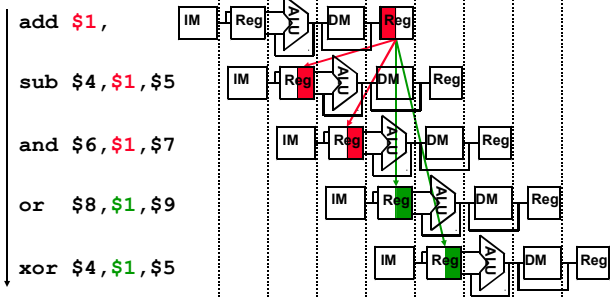 add $1, IM Reg ALU DM Reg
sub $4,$1,$5 IM Reg ALU DM Reg
and $6,$1,$7 IM Reg ALU DM Reg
or $8,$1,$9 IM Reg ALU DM Reg
xor $4,$1,$5 IM Reg ALU DM Reg